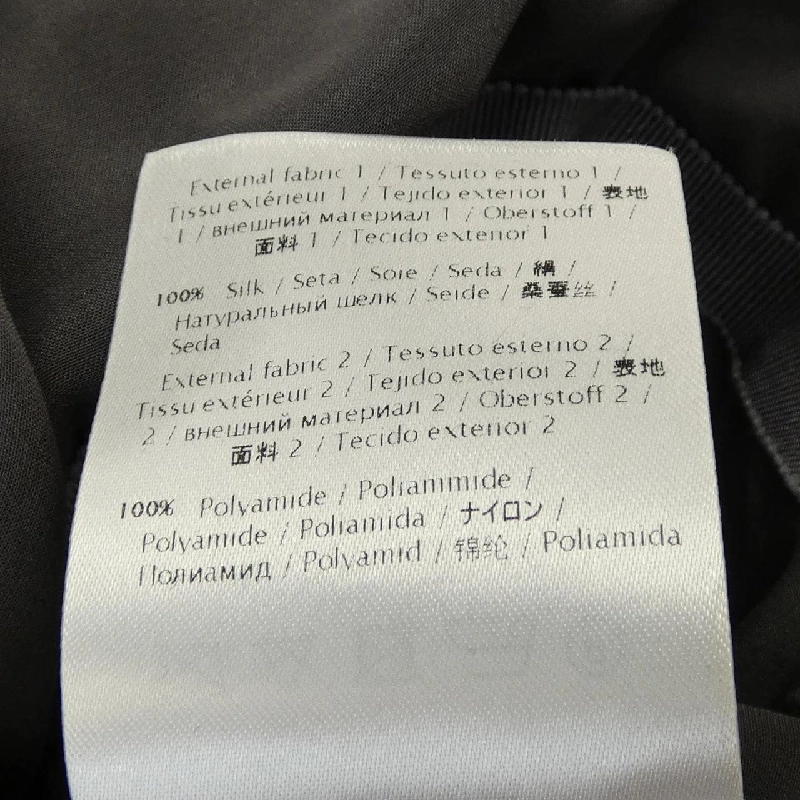 External fabric 1 / Tessuto esterno 1 /
Tissu extérieur 1 / Tejido exterior 1 / 表地
1 / внешний материал 1 / Oberstoff 1 /
面料 1 / Tecido exterior 1
100% Silk / Seta / Soie / Seda / 絹 /
Натуральный шелк / Seide / 桑蚕丝 /
Seda
External fabric 2 / Tessuto esterno 2 /
Tissu extérieur 2 / Tejido exterior 2 / 表地
2 / внешний материал 2 / Oberstoff 2 /
面料 2 / Tecido exterior 2
100% Polyamide / Poliammide /
Polyamide / Poliamida / ナイロン /
Полиамид / Polyamid / 锦纶 / Poliamida